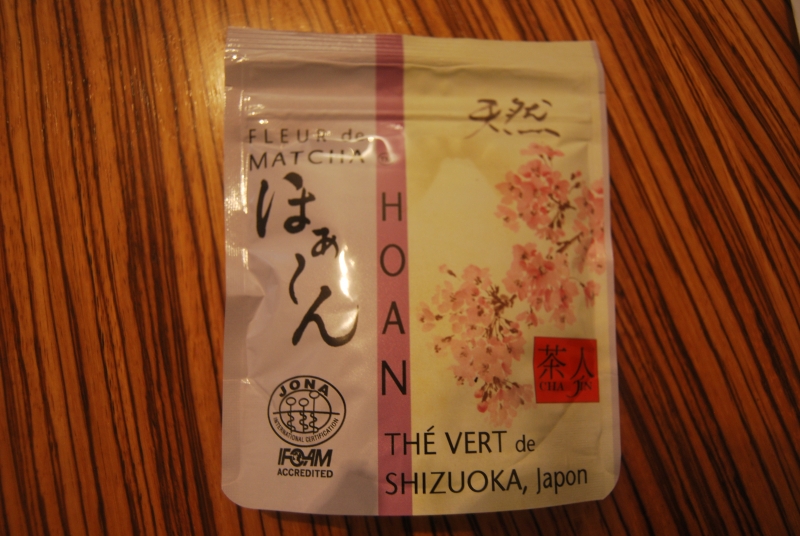 天然
FLEUR de
MATCHA
ほぁ〜ん
HOAN
茶人
CHA JIN
JONA
INTERNATIONAL CERTIFICATION
IFOAM
ACCREDITED
THÉ VERT de
SHIZUOKA, Japon